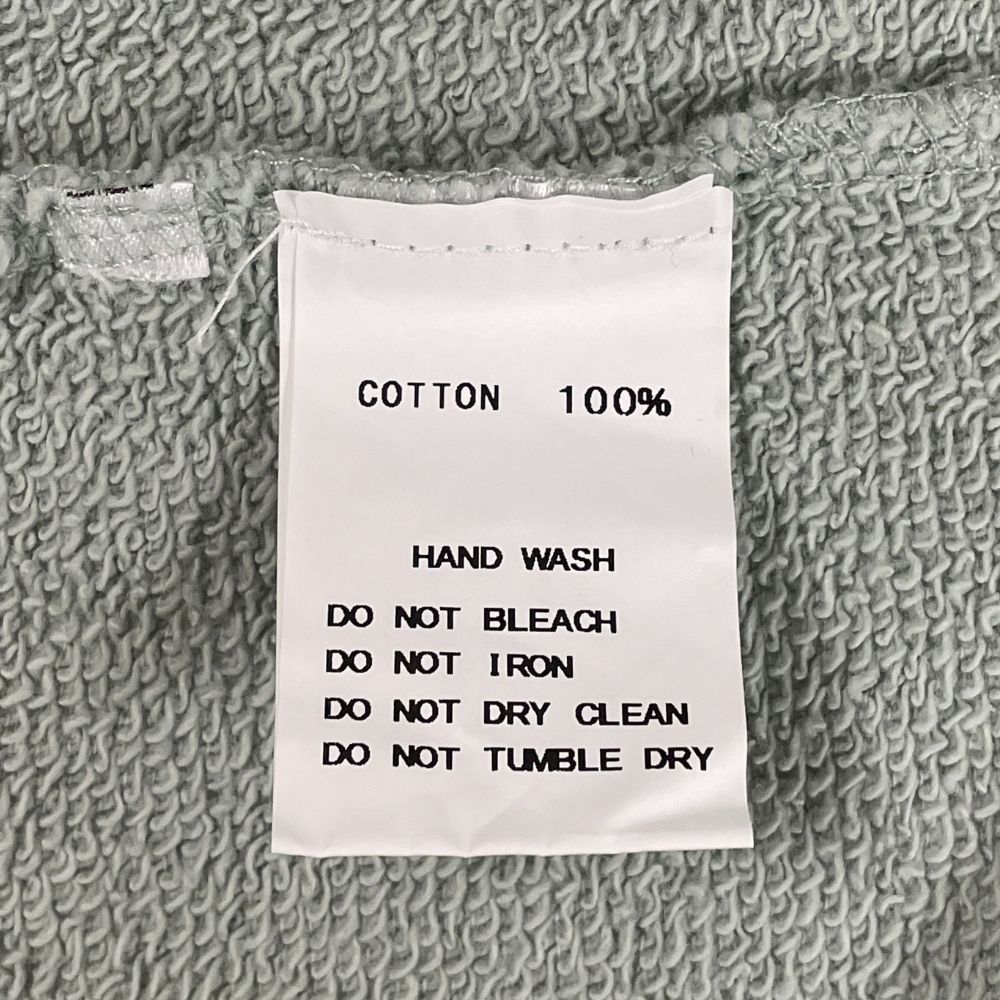 COTTON 100%
HAND WASH
DO NOT BLEACH
DO NOT IRON
DO NOT DRY CLEAN
DO NOT TUMBLE DRY